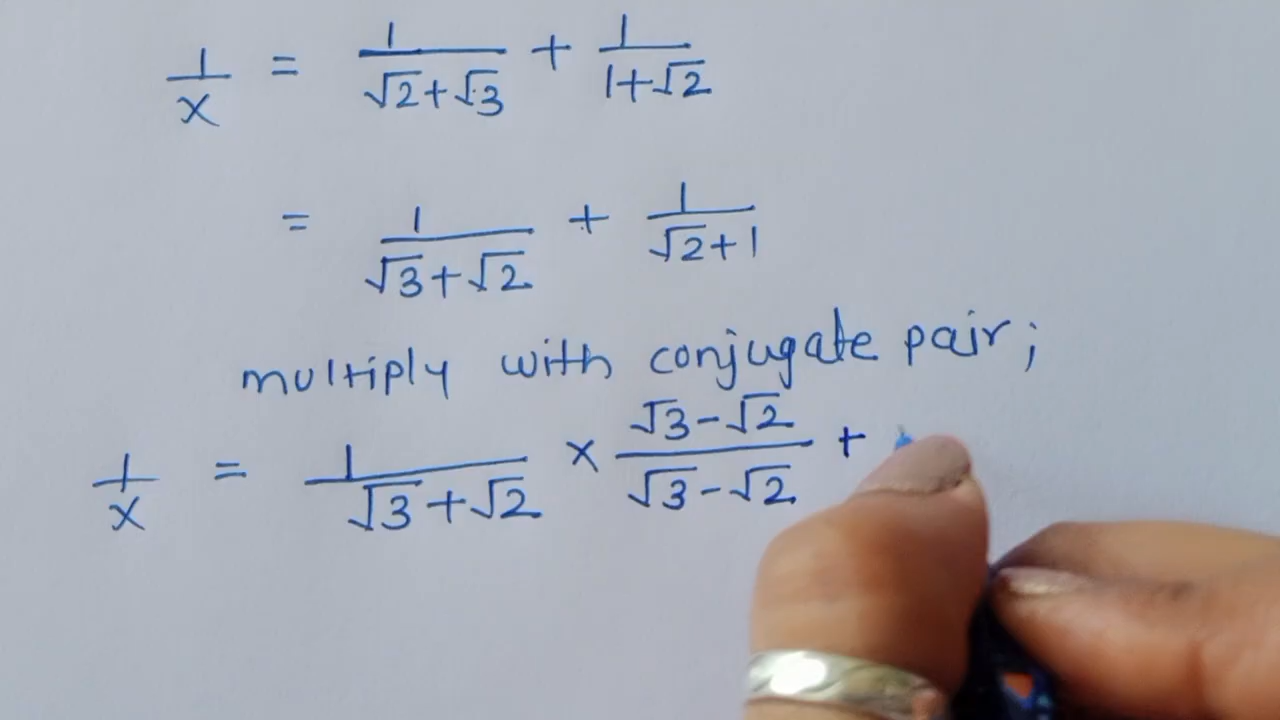 1/x = 1/(√2+√3) + 1/(1+√2)
= 1/(√3+√2) + 1/(√2+1)
multiply with conjugate pair;
1/x = 1/(√3+√2) × (√3-√2)/(√3-√2) +